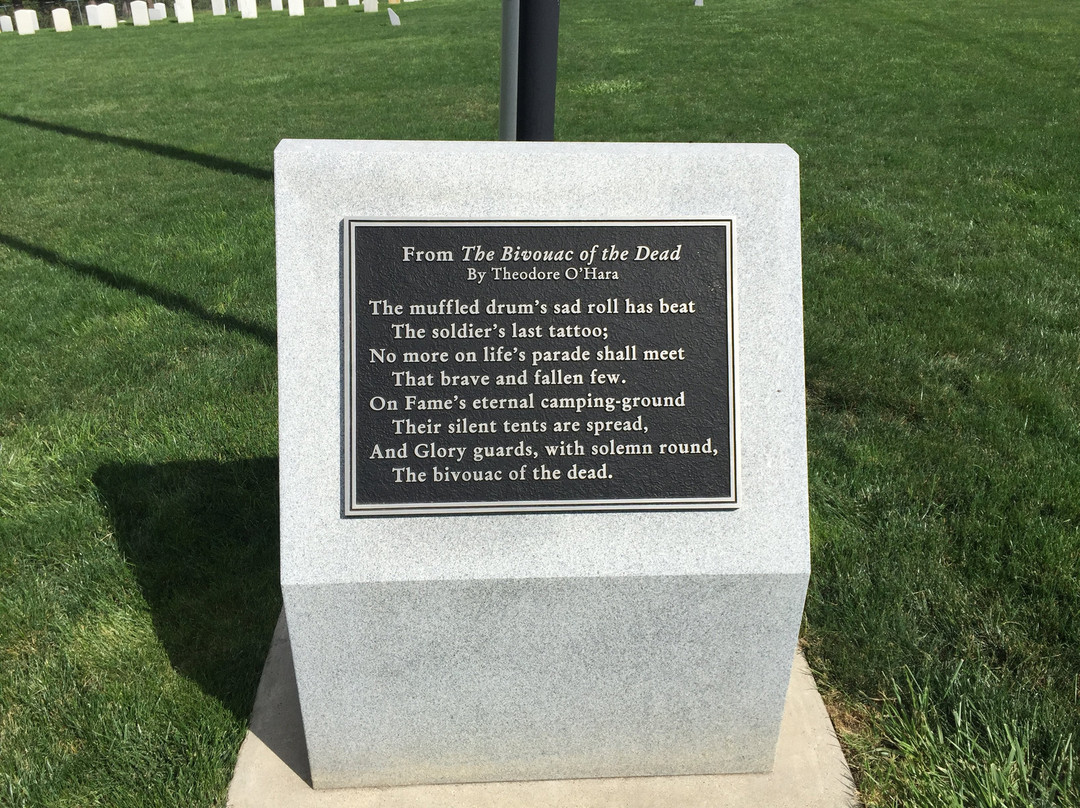 From The Bivouac of the Dead
By Theodore O’Hara
The muffled drum’s sad roll has beat
The soldier’s last tattoo;
No more on life’s parade shall meet
That brave and fallen few.
On Fame’s eternal camping-ground
Their silent tents are spread,
And Glory guards, with solemn round,
The bivouac of the dead.